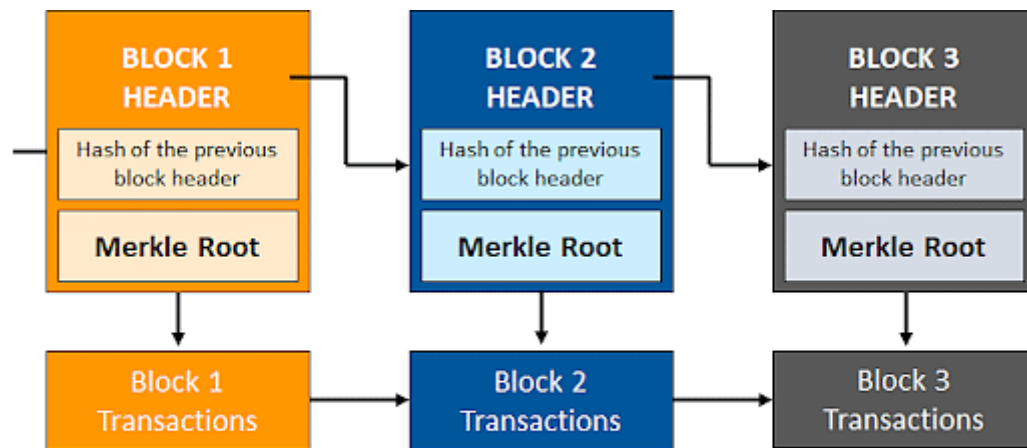 BLOCK 1
HEADER
Hash of the previous
block header
Merkle Root
Block 1
Transactions
BLOCK 2
HEADER
Hash of the previous
block header
Merkle Root
Block 2
Transactions
BLOCK 3
HEADER
Hash of the previous
block header
Merkle Root
Block 3
Transactions